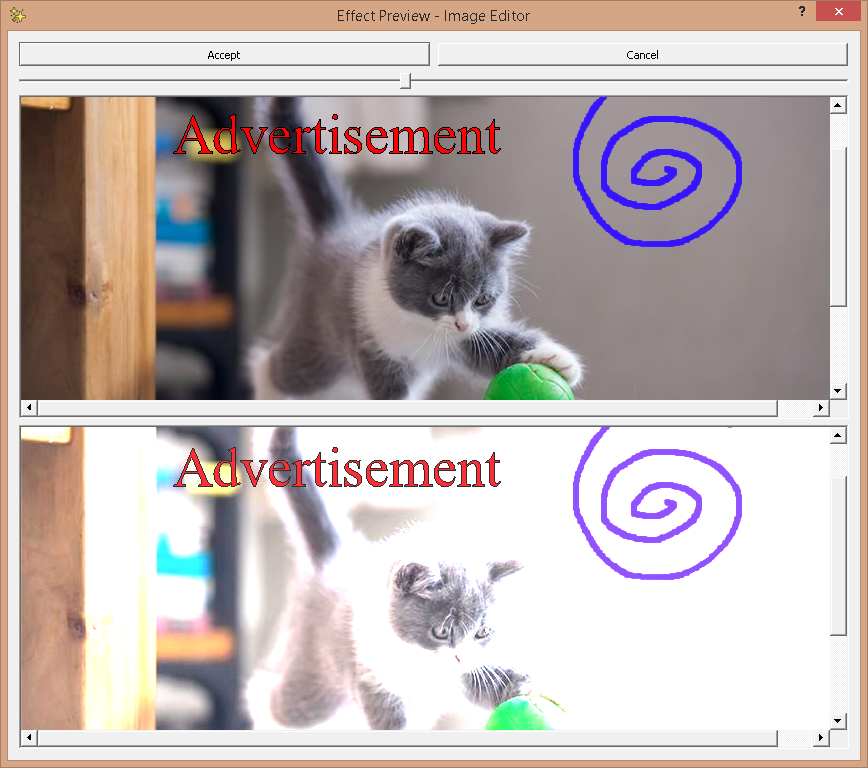 Effect Preview - Image Editor
?
Accept
Cancel
Advertisement
Advertisement